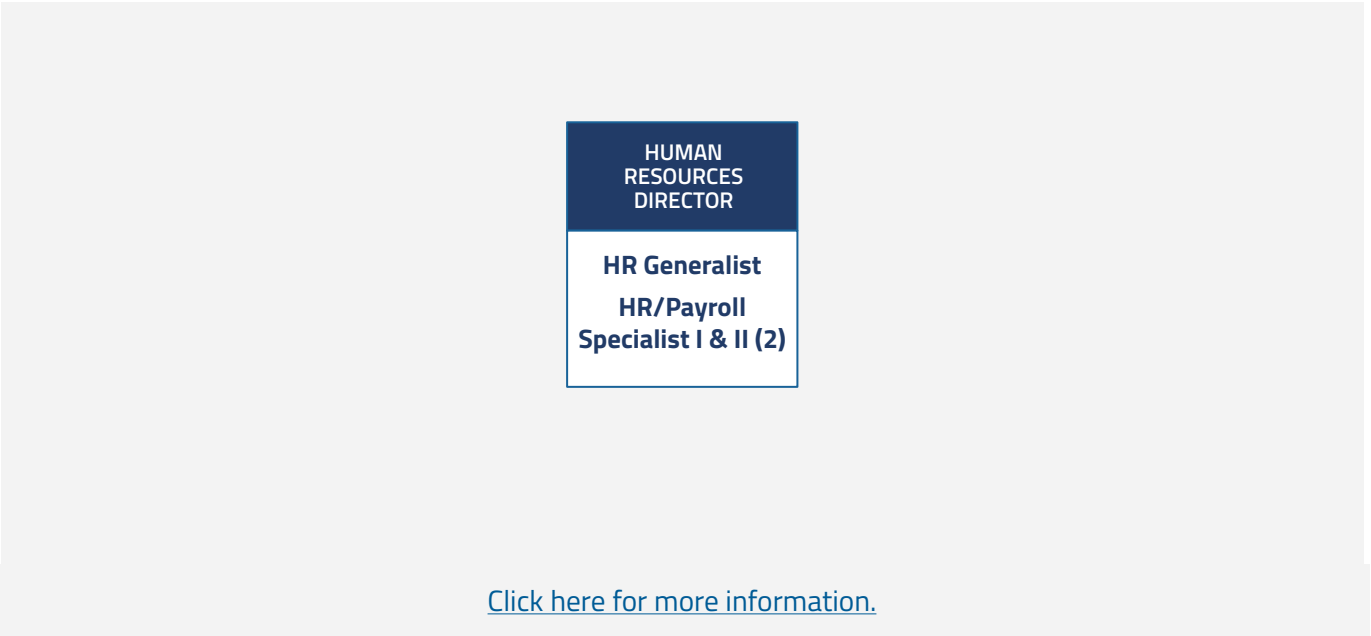 HUMAN
RESOURCES
DIRECTOR
HR Generalist
HR/Payroll
Specialist I & II (2)
Click here for more information.